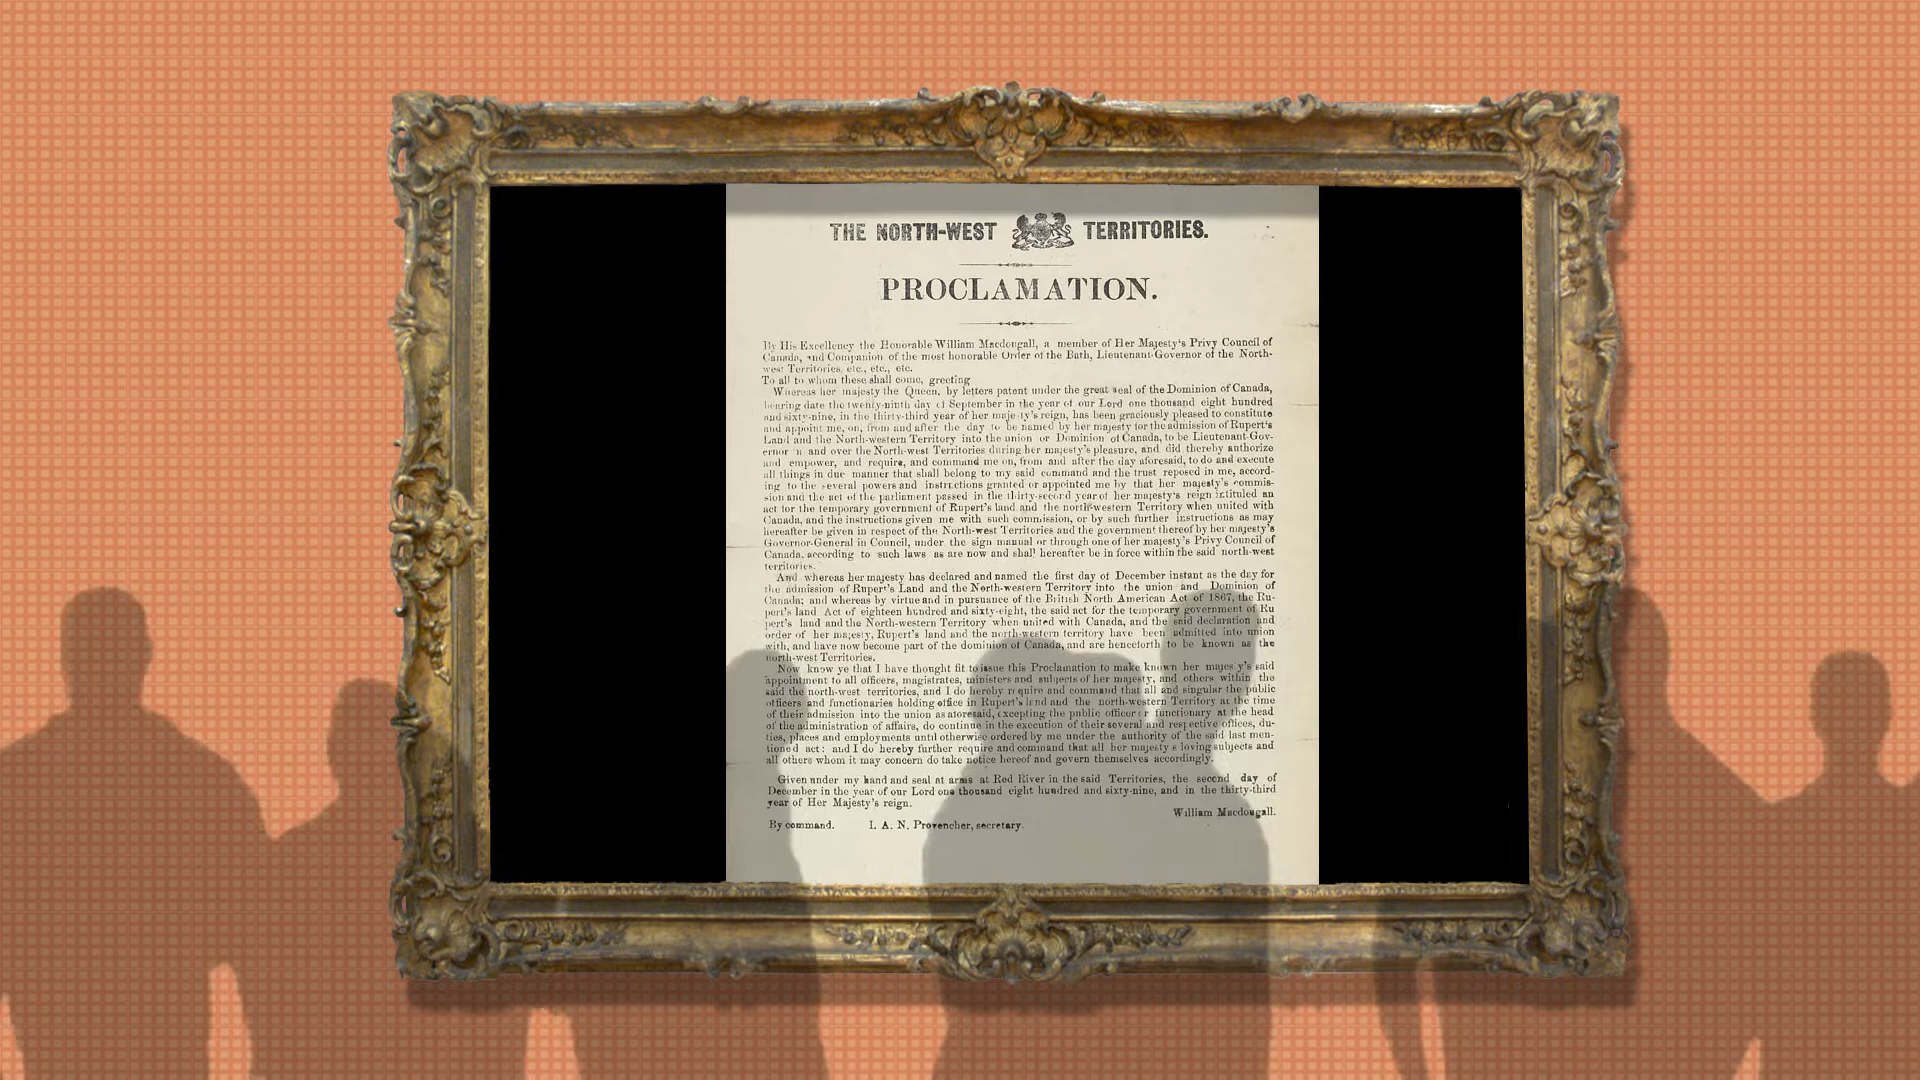 THE NORTH-WEST TERRITORIES.
PROCLAMATION.
By His Excellency the Honorable William Macdougall, a member of Her Majesty's Privy Council of
Canada, and Companion of the most honorable Order of the Bath, Lieutenant-Governor of the North-
west Territories, etc., etc., etc.
To all to whom these shall come, greeting
Whereas her majesty the Queen, by letters patent under the great seal of the Dominion of Canada,
bearing date the twenty-ninth day of September in the year of our Lord one thousand eight hundred
and sixty-nine, in the thirty-third year of her majesty's reign, has been graciously pleased to constitute
and appoint me, on, from and after the day to be named by her majesty for the admission of Rupert's
Land and the North-western Territory into the union or Dominion of Canada, to be Lieutenant-Gov-
ernor in and over the North-west Territories during her majesty's pleasure, and did thereby authorize
and empower, and require, and command me on, from and after the day aforesaid, to do and execute
all things in due manner that shall belong to my said command and the trust reposed in me, accord-
ing to the several powers and instructions granted or appointed me by that her majesty's commis-
sion and the act of the parliament passed in the thirty-second year of her majesty's reign intituled an
act for the temporary government of Rupert's land and the north-western Territory when united with
Canada, and the instructions given me with such commission, or by such further instructions as may
hereafter be given in respect of the North-west Territories and the government thereof by her majesty's
Governor-General in Council, under the sign manual or through one of her majesty's Privy Council of
Canada, according to such laws as are now and shall hereafter be in force within the said north-west
territories.
And whereas her majesty has declared and named the first day of December instant as the day for
the admission of Rupert's Land and the North-western Territory into the union and Dominion of
Canada; and whereas by virtue and in pursuance of the British North American Act of 1867, the Ru-
pert's land Act of eighteen hundred and sixty-eight, the said act for the temporary government of Ru
pert's land and the North-western Territory when united with Canada, and the said declaration and
order of her majesty, Rupert's land and the north-western territory have been admitted into union
with, and have now become part of the dominion of Canada, and are henceforth to be known as the
north-west Territories.
Now know ye that I have thought fit to issue this Proclamation to make known her majesty's said
appointment to all officers, magistrates, ministers and subjects of her majesty, and others within the
said the north-west territories, and I do hereby require and command that all and singular the public
officers and functionaries holding office in Rupert's land and the north-western Territory at the time
of their admission into the union as aforesaid, excepting the public officer or functionary at the head
of the administration of affairs, do continue in the execution of their several and respective offices, du-
ties, places and employments until otherwise ordered by me under the authority of the said last men-
tioned act: and I do hereby further require and command that all her majesty s loving subjects and
all others whom it may concern do take notice hereof and govern themselves accordingly.
Given under my hand and seal at arms at Red River in the said Territories, the second day of
December in the year of our Lord one thousand eight hundred and sixty-nine, and in the thirty-third
year of Her Majesty's reign.
William Macdougall.
By command. I. A. N. Provencher, secretary.